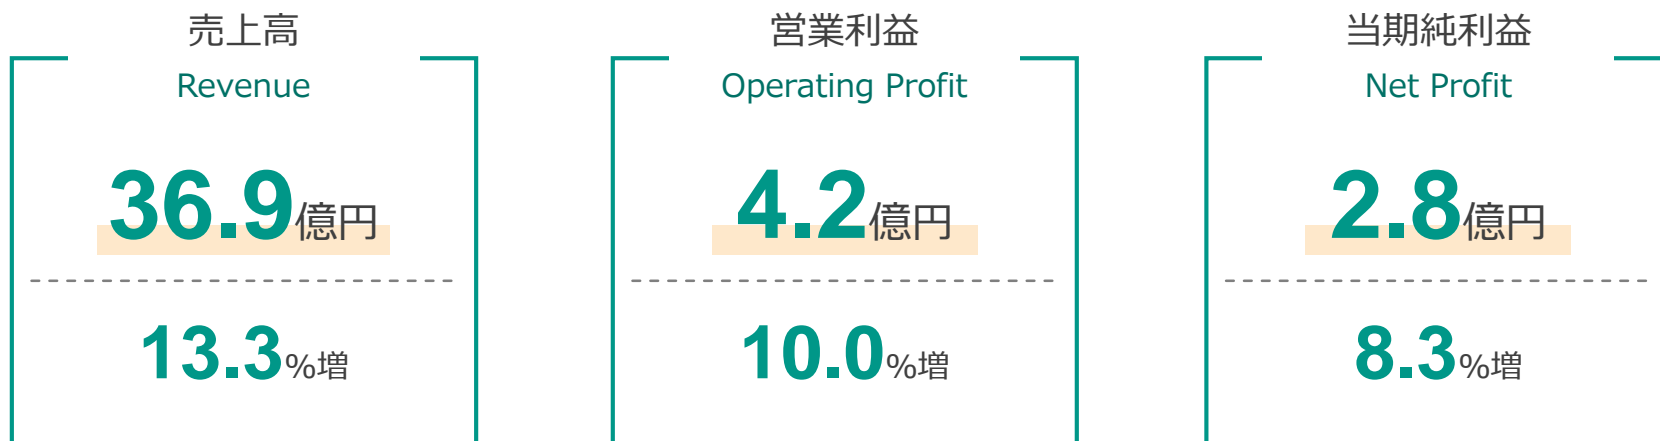 売上高
Revenue
36.9億円
13.3%増
営業利益
Operating Profit
4.2億円
10.0%増
当期純利益
Net Profit
2.8億円
8.3%増